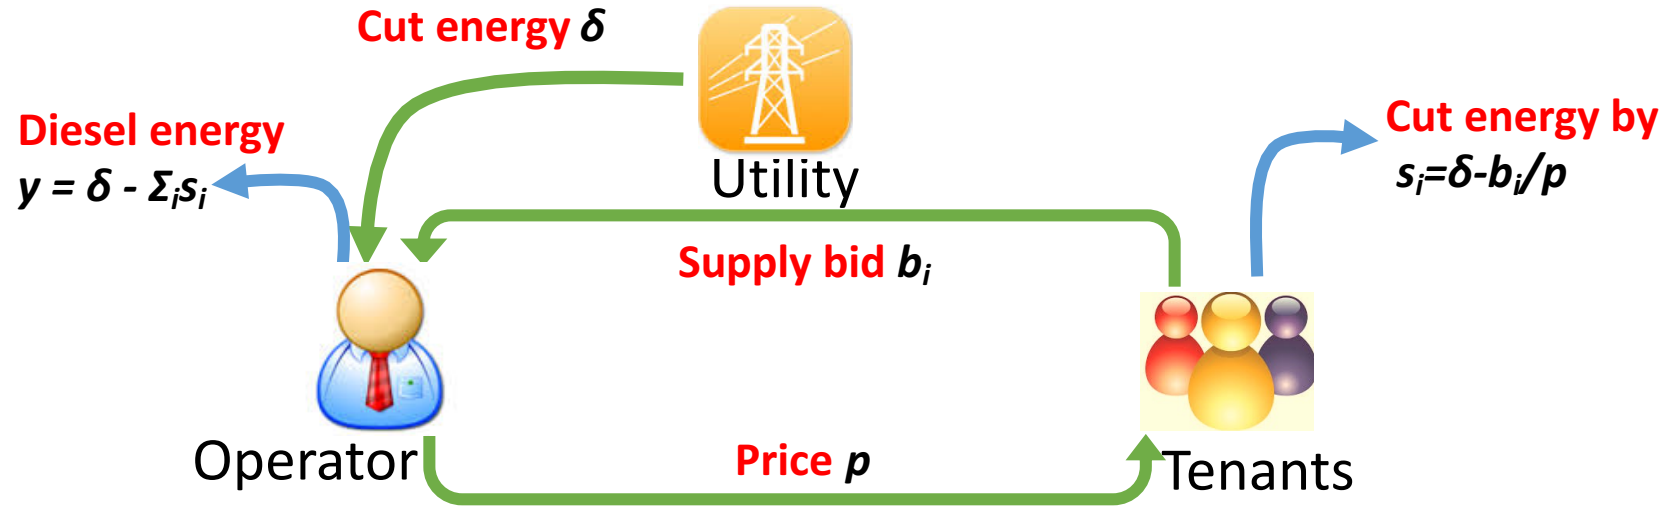 Cut energy δ
Diesel energy
y = δ - Σᵢsᵢ
Utility
Cut energy by
sᵢ=δ-bᵢ/p
Supply bid bᵢ
Operator
Price p
Tenants